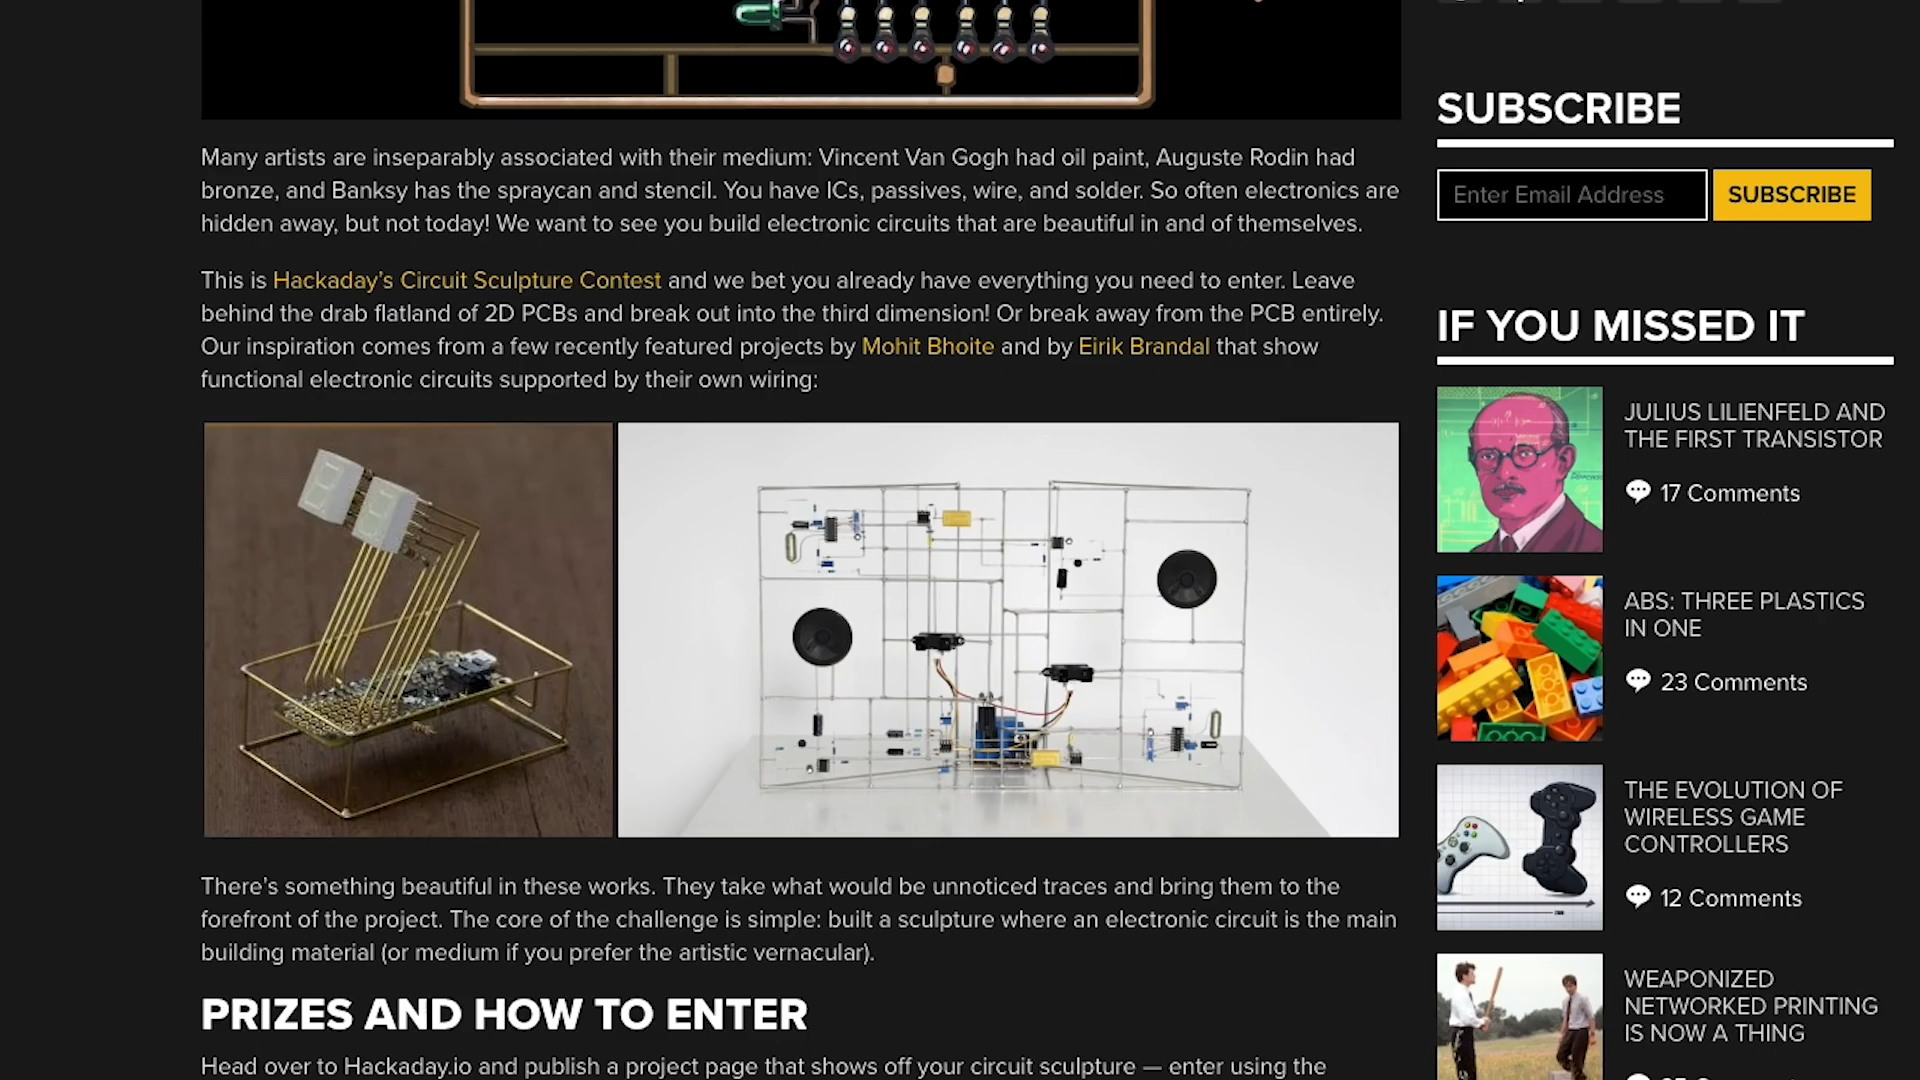 Many artists are inseparably associated with their medium: Vincent Van Gogh had oil paint, Auguste Rodin had
bronze, and Banksy has the spraycan and stencil. You have ICs, passives, wire, and solder. So often electronics are
hidden away, but not today! We want to see you build electronic circuits that are beautiful in and of themselves.
This is Hackaday’s Circuit Sculpture Contest and we bet you already have everything you need to enter. Leave
behind the drab flatland of 2D PCBs and break out into the third dimension! Or break away from the PCB entirely.
Our inspiration comes from a few recently featured projects by Mohit Bhoite and by Eirik Brandal that show
functional electronic circuits supported by their own wiring:
There’s something beautiful in these works. They take what would be unnoticed traces and bring them to the
forefront of the project. The core of the challenge is simple: built a sculpture where an electronic circuit is the main
building material (or medium if you prefer the artistic vernacular).
PRIZES AND HOW TO ENTER
Head over to Hackaday.io and publish a project page that shows off your circuit sculpture — enter using the
SUBSCRIBE
Enter Email Address
SUBSCRIBE
IF YOU MISSED IT
JULIUS LILIENFELD AND
THE FIRST TRANSISTOR
17 Comments
ABS: THREE PLASTICS
IN ONE
23 Comments
THE EVOLUTION OF
WIRELESS GAME
CONTROLLERS
12 Comments
WEAPONIZED
NETWORKED PRINTING
IS NOW A THING